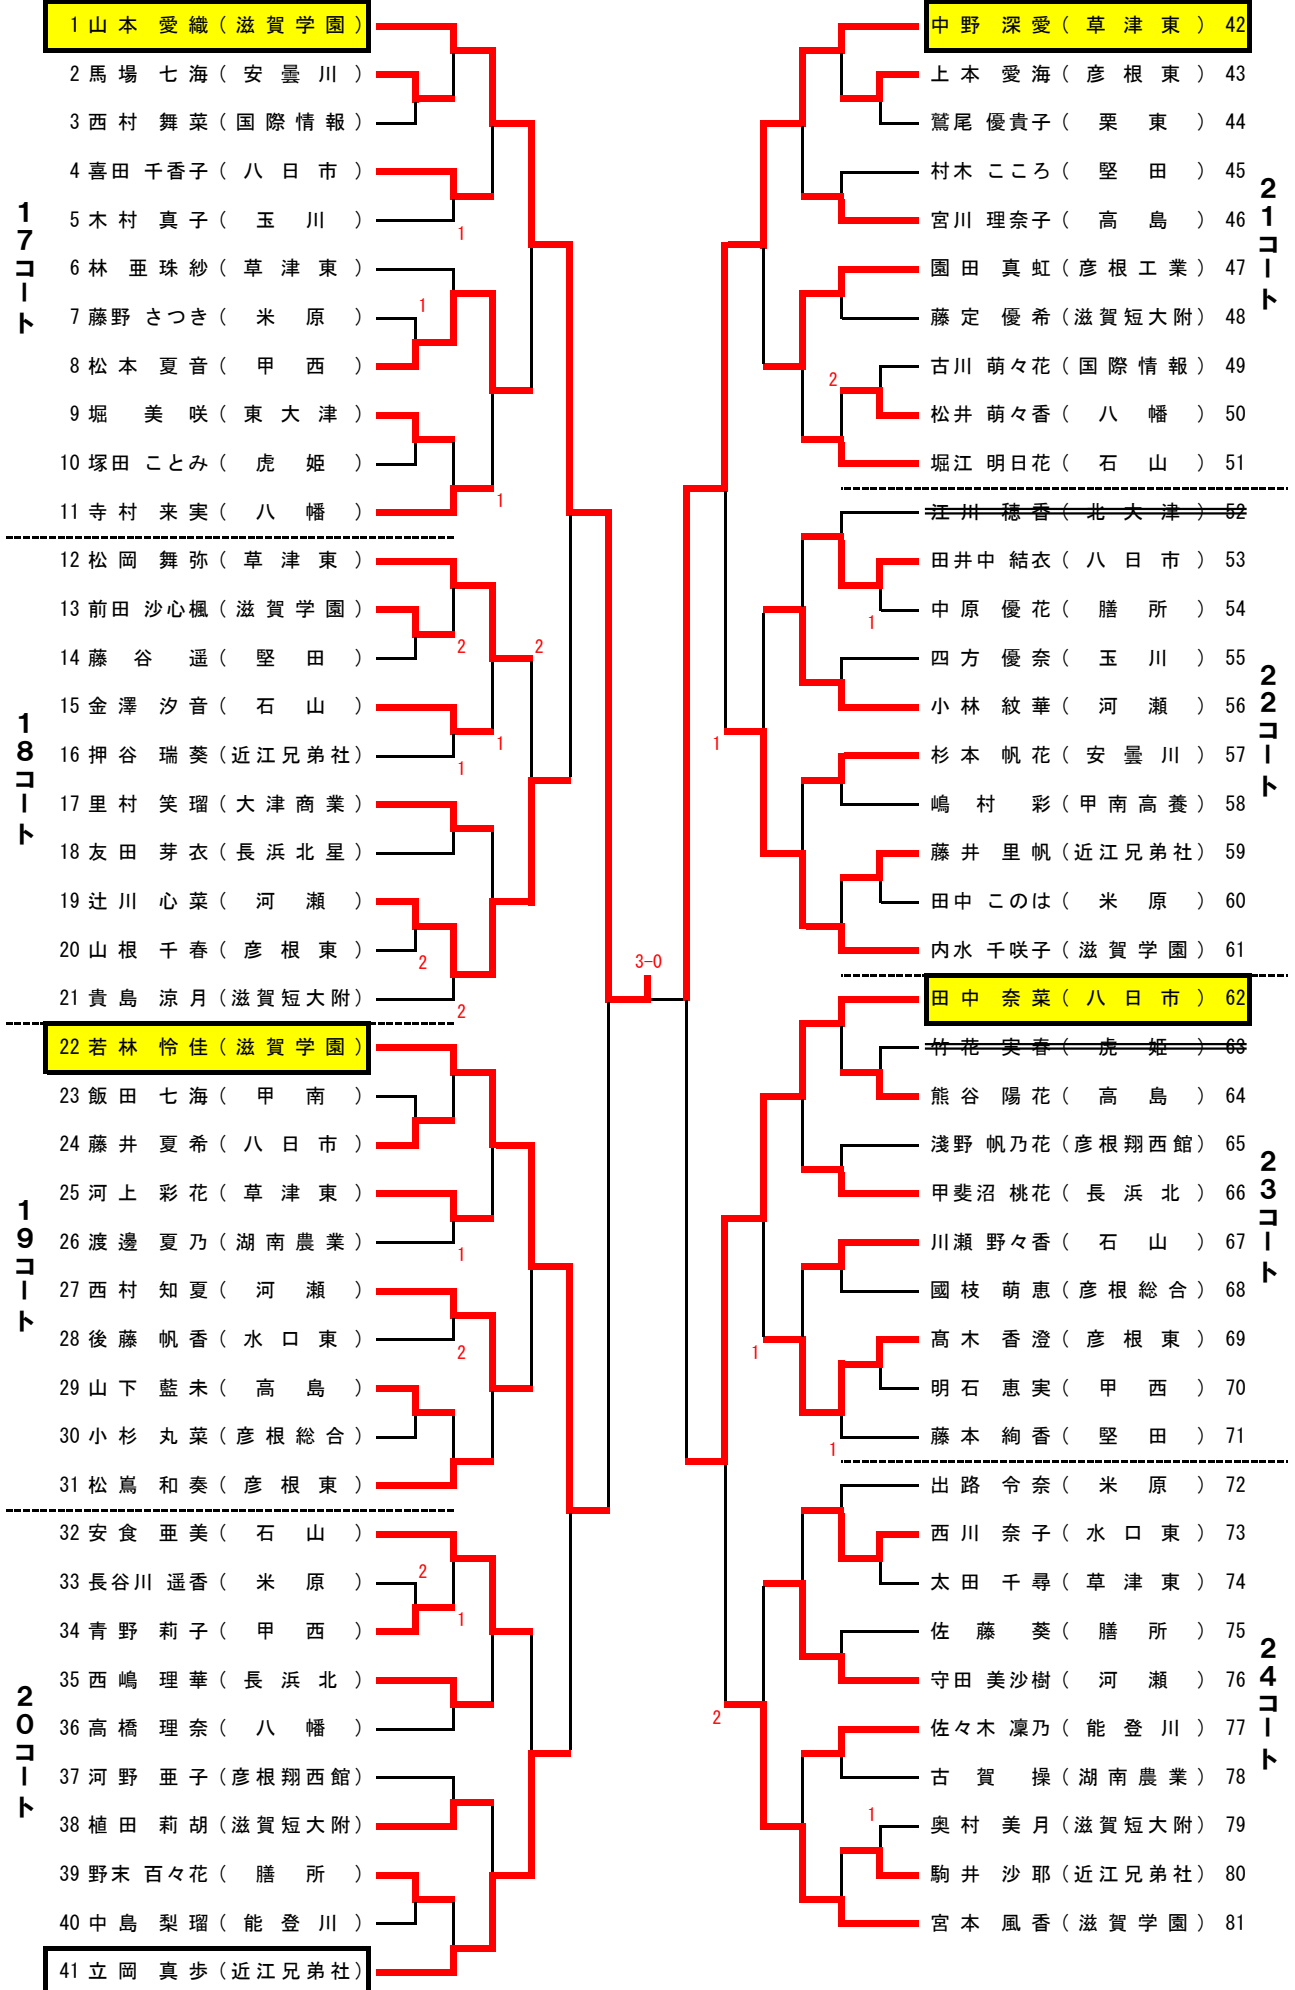 17コート
1 山本 愛織 (滋賀学園)
2 馬場 七海 (安曇川)
3 西村 舞菜 (国際情報)
4 喜田 千香子 (八日市)
5 木村 真子 (玉川)
1
6 林 亜珠紗 (草津東)
1
7 藤野 さつき (米原)
8 松本 夏音 (甲西)
9 堀 美咲 (東大津)
10 塚田 ことみ (虎姫)
1
11 寺村 来実 (八幡)
18コート
12 松岡 舞弥 (草津東)
13 前田 沙心楓 (滋賀学園)
2
2
14 藤谷 遥 (堅田)
15 金澤 汐音 (石山)
1
16 押谷 瑞葵 (近江兄弟社)
1
17 里村 笑瑠 (大津商業)
18 友田 芽衣 (長浜北星)
19 辻川 心菜 (河瀬)
20 山根 千春 (彦根東)
2
21 貴島 涼月 (滋賀短大附)
2
19コート
22 若林 怜佳 (滋賀学園)
23 飯田 七海 (甲南)
24 藤井 夏希 (八日市)
25 河上 彩花 (草津東)
26 渡邊 夏乃 (湖南農業)
1
27 西村 知夏 (河瀬)
28 後藤 帆香 (水口東)
2
29 山下 藍未 (高島)
30 小杉 丸菜 (彦根総合)
31 松嶌 和奏 (彦根東)
20コート
32 安食 亜美 (石山)
2
33 長谷川 遥香 (米原)
1
34 青野 莉子 (甲西)
35 西嶋 理華 (長浜北)
36 高橋 理奈 (八幡)
37 河野 亜子 (彦根翔西館)
38 植田 莉胡 (滋賀短大附)
39 野末 百々花 (膳所)
40 中島 梨瑠 (能登川)
41 立岡 真歩 (近江兄弟社)
3-0
21コート
中野 深愛 (草津東) 42
上本 愛海 (彦根東) 43
鷲尾 優貴子 (栗東) 44
村木 こころ (堅田) 45
宮川 理奈子 (高島) 46
園田 真虹 (彦根工業) 47
藤定 優希 (滋賀短大附) 48
古川 萌々花 (国際情報) 49
2
松井 萌々香 (八幡) 50
堀江 明日花 (石山) 51
22コート
江川 穂香 (北大津) 52
田井中 結衣 (八日市) 53
中原 優花 (膳所) 54
1
四方 優奈 (玉川) 55
小林 紋華 (河瀬) 56
1
杉本 帆花 (安曇川) 57
嶋村 彩 (甲南高養) 58
藤井 里帆 (近江兄弟社) 59
田中 このは (米原) 60
内水 千咲子 (滋賀学園) 61
23コート
田中 奈菜 (八日市) 62
竹花 実春 (虎姫) 63
熊谷 陽花 (高島) 64
淺野 帆乃花 (彦根翔西館) 65
甲斐沼 桃花 (長浜北) 66
川瀬 野々香 (石山) 67
國枝 萌恵 (彦根総合) 68
髙木 香澄 (彦根東) 69
1
明石 恵実 (甲西) 70
藤本 絢香 (堅田) 71
1
24コート
出路 令奈 (米原) 72
西川 奈子 (水口東) 73
太田 千尋 (草津東) 74
佐藤 葵 (膳所) 75
守田 美沙樹 (河瀬) 76
2
佐々木 凜乃 (能登川) 77
古賀 操 (湖南農業) 78
1
奥村 美月 (滋賀短大附) 79
駒井 沙耶 (近江兄弟社) 80
宮本 風香 (滋賀学園) 81